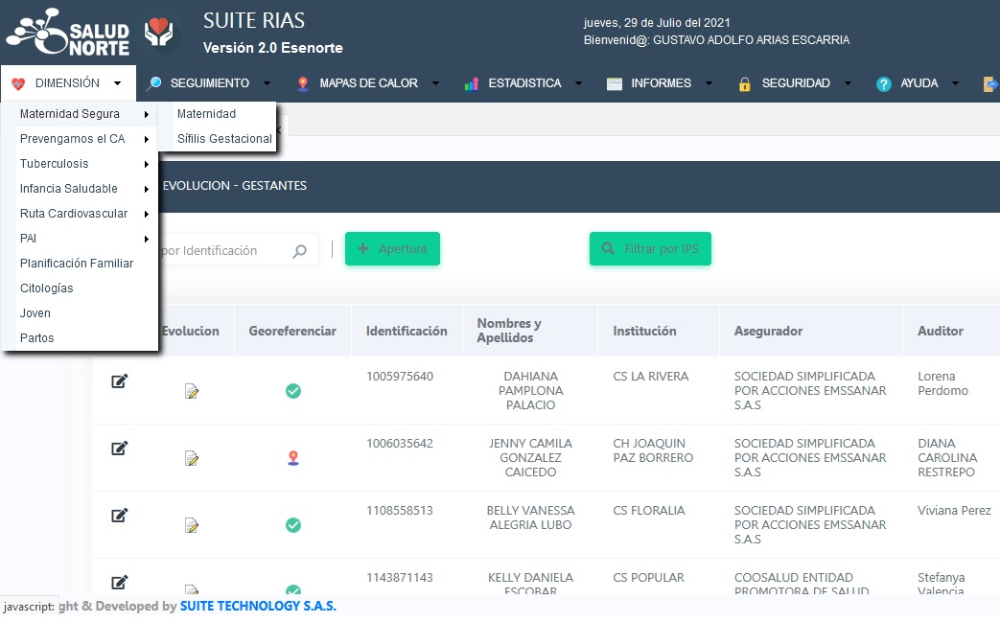 SALUD
NORTE
SUITE RIAS
Versión 2.0 Esenorte
jueves, 29 de Julio del 2021
Bienvenid@: GUSTAVO ADOLFO ARIAS ESCARRIA
DIMENSIÓN
SEGUIMIENTO
MAPAS DE CALOR
ESTADISTICA
INFORMES
SEGURIDAD
AYUDA
Maternidad Segura
Prevengamos el CA
Tuberculosis
Infancia Saludable
Ruta Cardiovascular
PAI
Planificación Familiar
Citologías
Joven
Partos
Maternidad
Sífilis Gestacional
EVOLUCION - GESTANTES
por Identificación
+ Apertura
Filtrar por IPS
Evolucion
Georeferenciar
Identificación
Nombres y
Apellidos
Institución
Asegurador
Auditor
1005975640
DAHIANA
PAMPLONA
PALACIO
CS LA RIVERA
SOCIEDAD SIMPLIFICADA
POR ACCIONES EMSSANAR
S.A.S
Lorena
Perdomo
1006035642
JENNY CAMILA
GONZALEZ
CAICEDO
CH JOAQUIN
PAZ BORRERO
SOCIEDAD SIMPLIFICADA
POR ACCIONES EMSSANAR
S.A.S
DIANA
CAROLINA
RESTREPO
1108558513
BELLY VANESSA
ALEGRIA LUBO
CS FLORALIA
SOCIEDAD SIMPLIFICADA
POR ACCIONES EMSSANAR
S.A.S
Viviana Perez
1143871143
KELLY DANIELA
ESCOBAR
CS POPULAR
COOSALUD ENTIDAD
PROMOTORA DE SALUD
Stefanya
Valencia
javascript:
ght & Developed by SUITE TECHNOLOGY S.A.S.